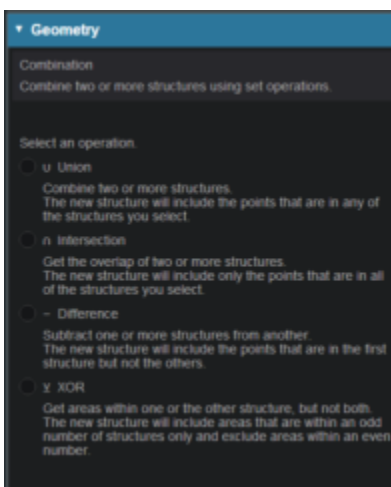 ▼ Geometry
Combination
Combine two or more structures using set operations.
Select an operation.
∪ Union
Combine two or more structures.
The new structure will include the points that are in any of
the structures you select.
∩ Intersection
Get the overlap of two or more structures.
The new structure will include only the points that are in all
of the structures you select.
− Difference
Subtract one or more structures from another.
The new structure will include the points that are in the first
structure but not the others.
⊻ XOR
Get areas within one or the other structure, but not both.
The new structure will include areas that are within an odd
number of structures only and exclude areas within an even
number.